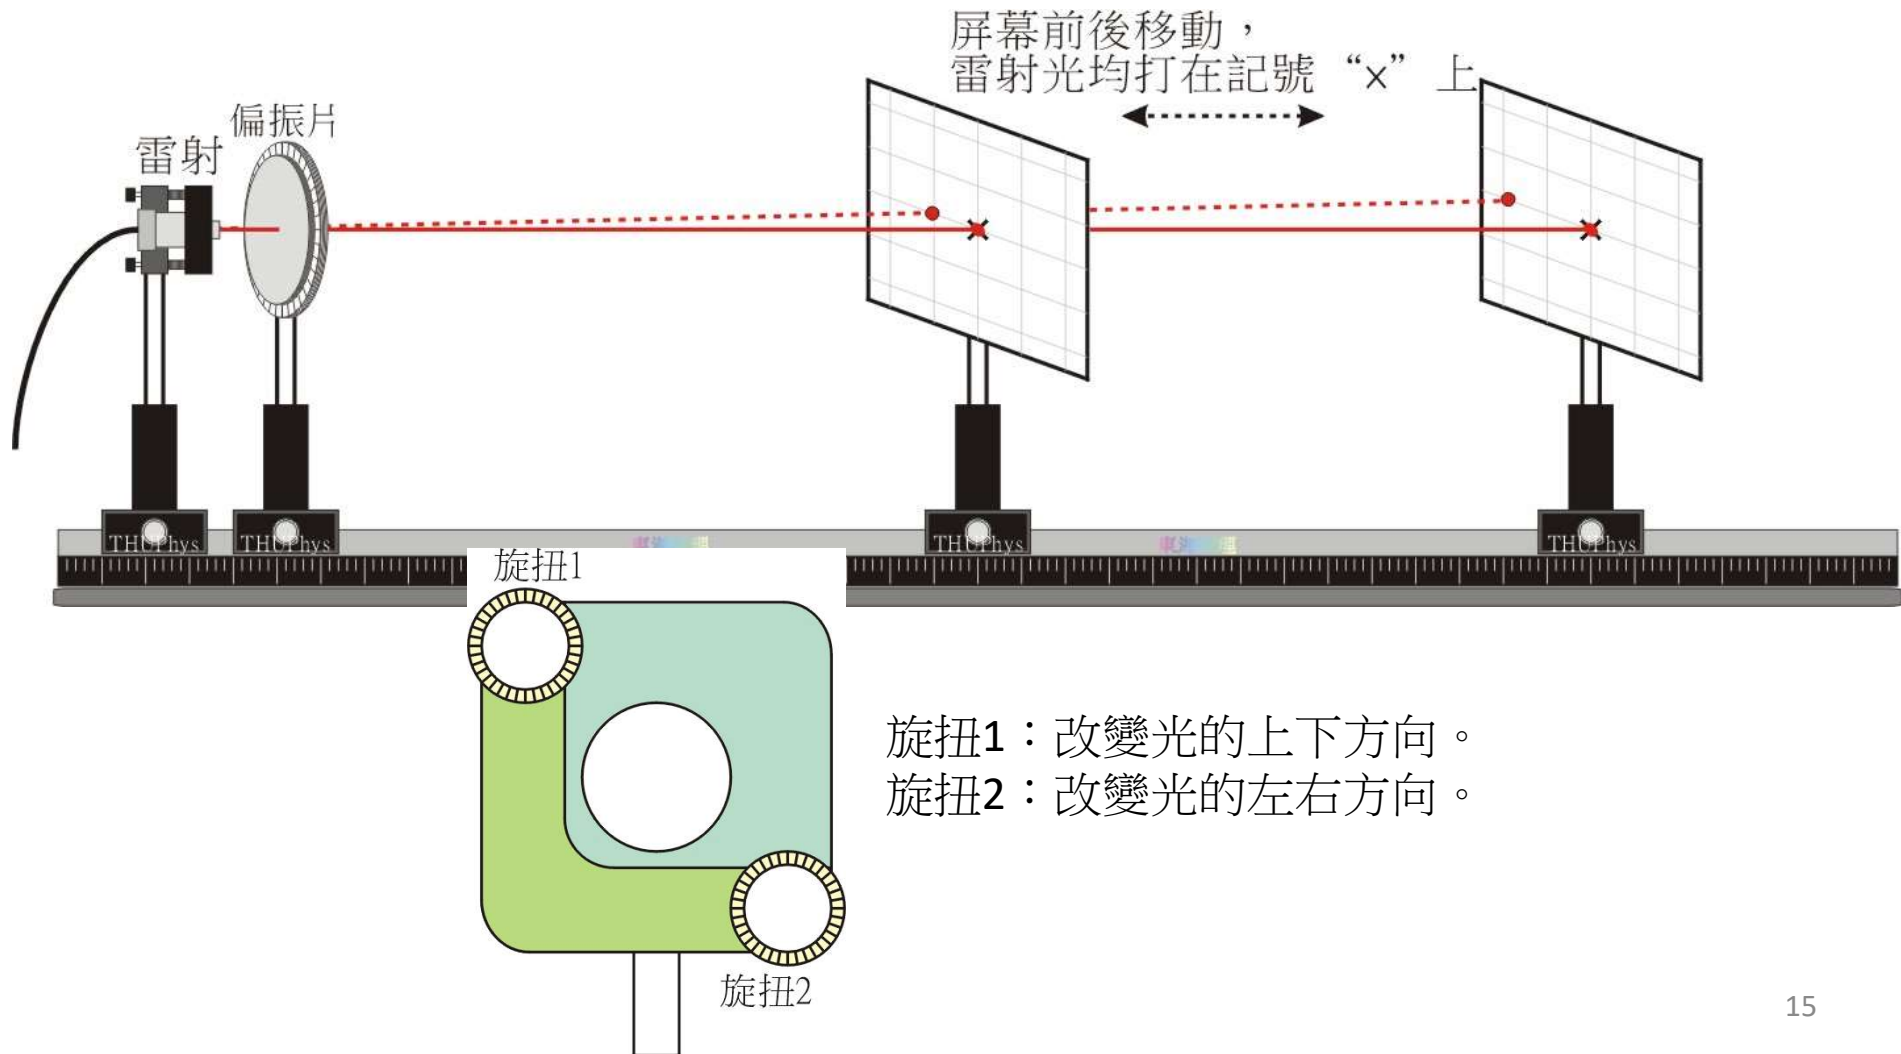 屏幕前後移動，
雷射光均打在記號“×”上
偏振片
雷射
THUPhys
THUPhys
THUPhys
THUPhys
旋扭1
旋扭1：改變光的上下方向。
旋扭2：改變光的左右方向。
旋扭2
15